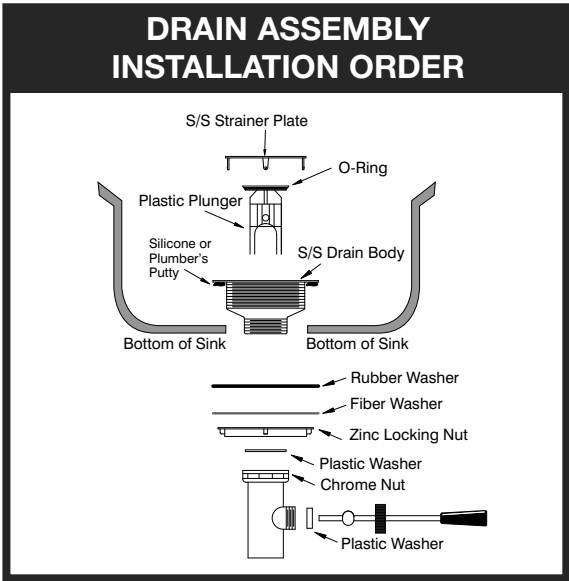 DRAIN ASSEMBLY
INSTALLATION ORDER
S/S Strainer Plate
O-Ring
Plastic Plunger
Silicone or
Plumber's
Putty
S/S Drain Body
Bottom of Sink
Bottom of Sink
Rubber Washer
Fiber Washer
Zinc Locking Nut
Plastic Washer
Chrome Nut
Plastic Washer